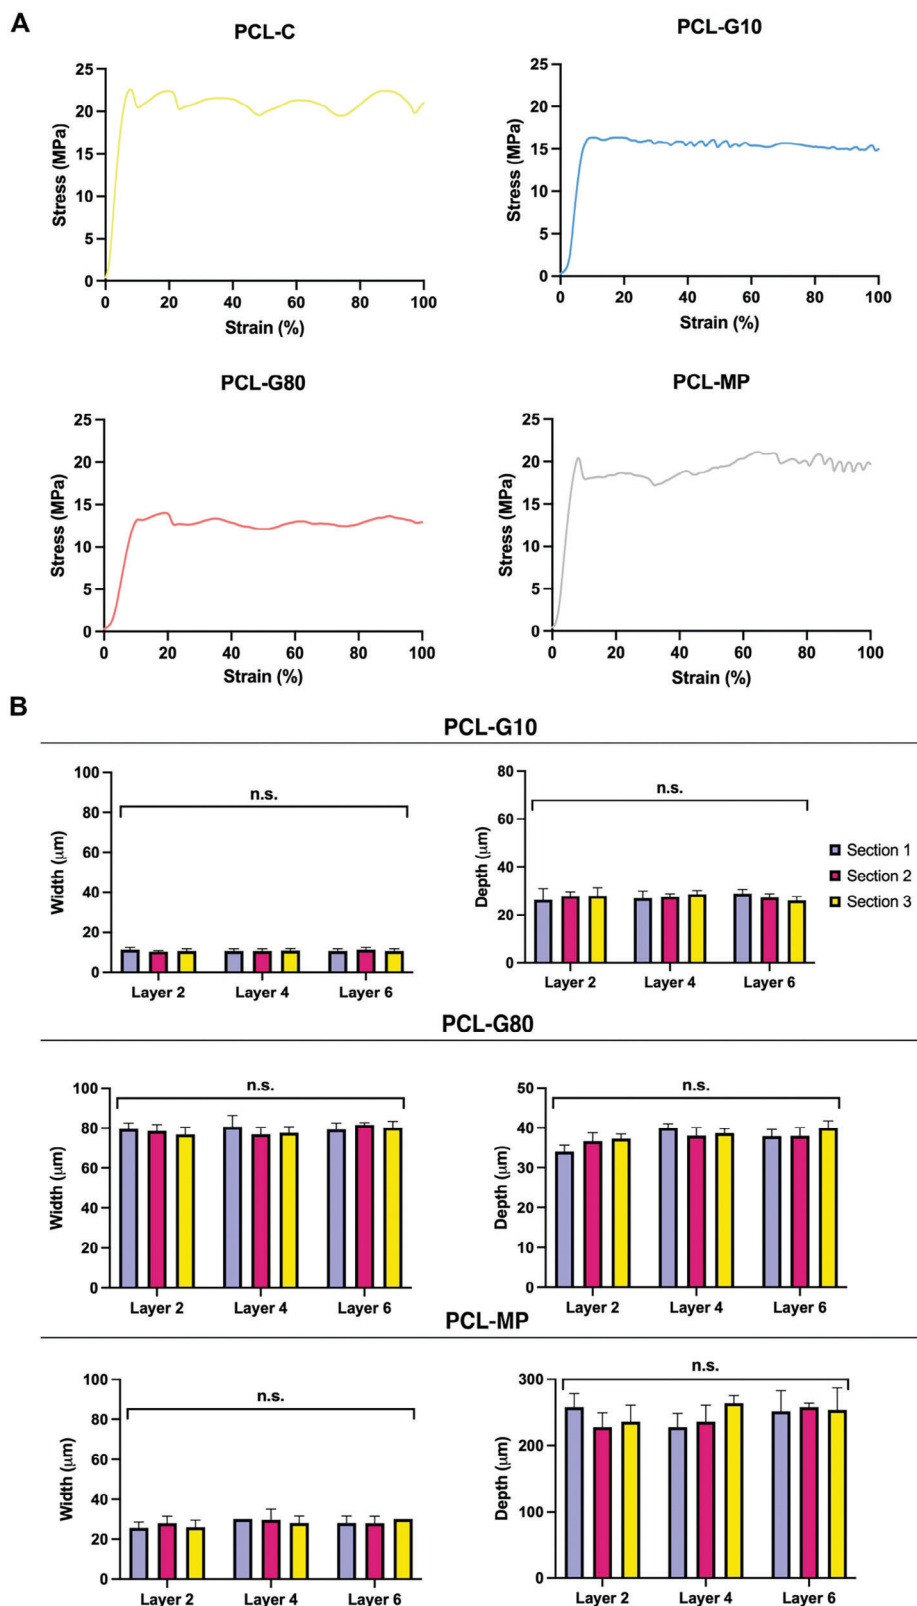 A
PCL-C
25
20
15
10
5
0
Stress (MPa)
0 20 40 60 80 100
Strain (%)
PCL-G10
25
20
15
10
5
0
Stress (MPa)
0 20 40 60 80 100
Strain (%)
PCL-G80
25
20
15
10
5
0
Stress (MPa)
0 20 40 60 80 100
Strain (%)
PCL-MP
25
20
15
10
5
0
Stress (MPa)
0 20 40 60 80 100
Strain (%)
B
PCL-G10
100
80
60
40
20
0
Width (μm)
n.s.
Layer 2 Layer 4 Layer 6
80
60
40
20
0
Depth (μm)
n.s.
Layer 2 Layer 4 Layer 6
Section 1
Section 2
Section 3
PCL-G80
100
80
60
40
20
0
Width (μm)
n.s.
Layer 2 Layer 4 Layer 6
50
40
30
20
10
0
Depth (μm)
n.s.
Layer 2 Layer 4 Layer 6
PCL-MP
100
80
60
40
20
0
Width (μm)
n.s.
Layer 2 Layer 4 Layer 6
300
200
100
0
Depth (μm)
n.s.
Layer 2 Layer 4 Layer 6